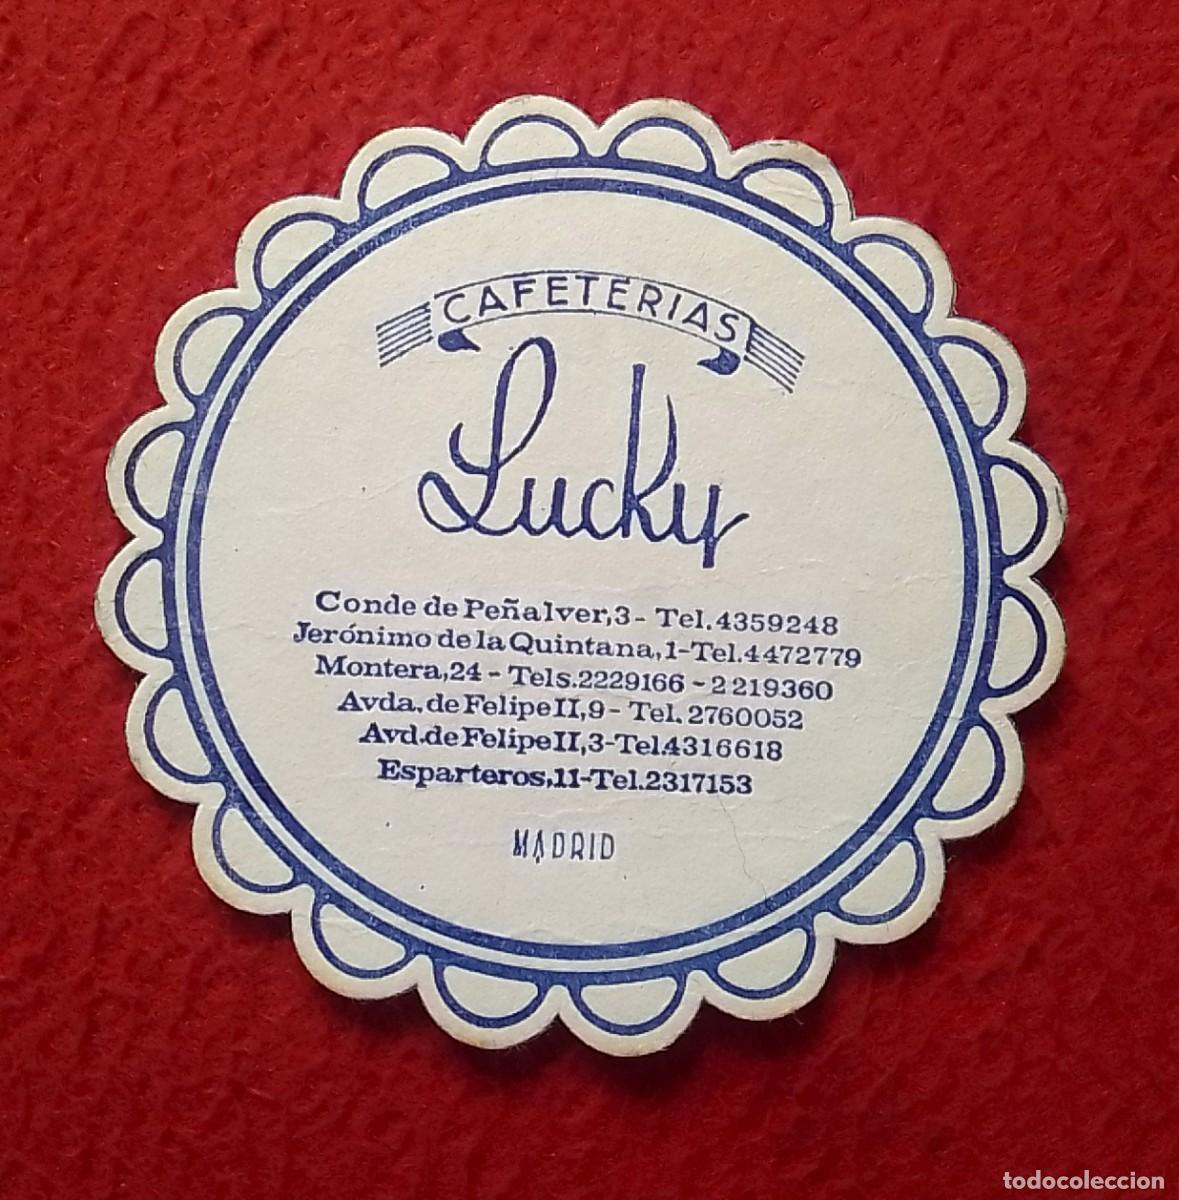 CAFETERIAS
Lucky
Conde de Peñalver,3- Tel.4359248
Jerónimo de la Quintana,1-Tel.4472779
Montera,24 - Tels.2229166 - 2219360
Avda. de Felipe II,9 - Tel. 2760052
Avd.de Felipe II,3-Tel4316618
Esparteros,11-Tel.2317153
MADRID
todocoleccion